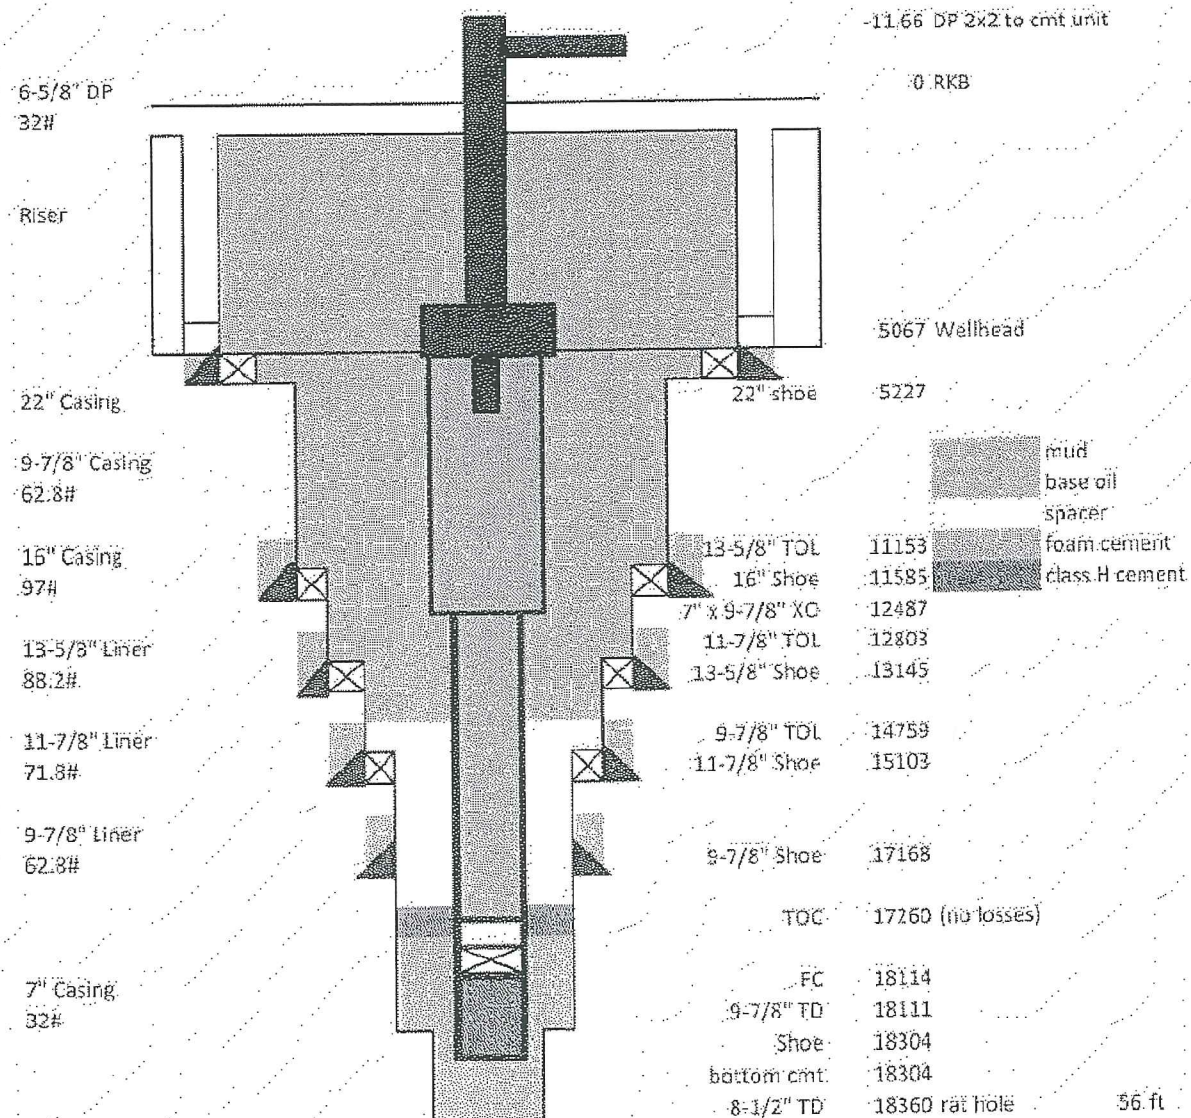 -11.66 DP 2x2 to cmt unit
6-5/8" DP
32#
0 RKB
Riser
5067 Wellhead
22" Casing
22" shoe 5227
9-7/8" Casing
62.8#
mud
base oil
spacer
foam cement
class H cement
16" Casing
97#
13-5/8" TOL 11153
16" Shoe 11585
7" x 9-7/8" XO 12487
11-7/8" TOL 12803
13-5/8" Shoe 13145
13-5/8" Liner
88.2#
9-7/8" TOL 14759
11-7/8" Shoe 15103
11-7/8" Liner
71.8#
9-7/8" Liner
62.8#
9-7/8" Shoe 17168
TOC 17260 (no losses)
7" Casing
32#
FC 18114
9-7/8" TD 18111
Shoe 18304
bottom cmt 18304
8-1/2" TD 18360 rat hole 56 ft